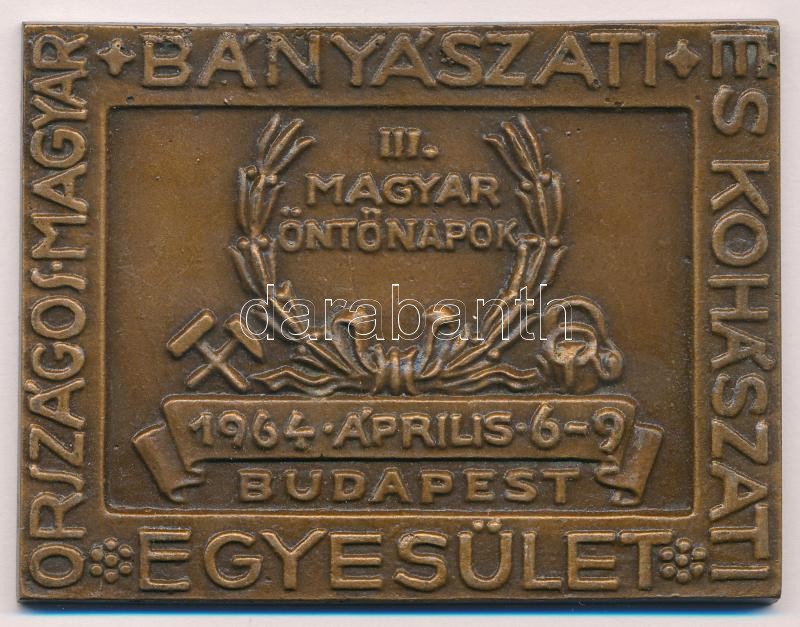 ORSZÁGOS·MAGYAR
BÁNYÁSZATI
ÉS KOHÁSZATI
EGYESÜLET
III.
MAGYAR
ÖNTŐNAPOK
1964·ÁPRILIS·6-9
BUDAPEST
darabanth